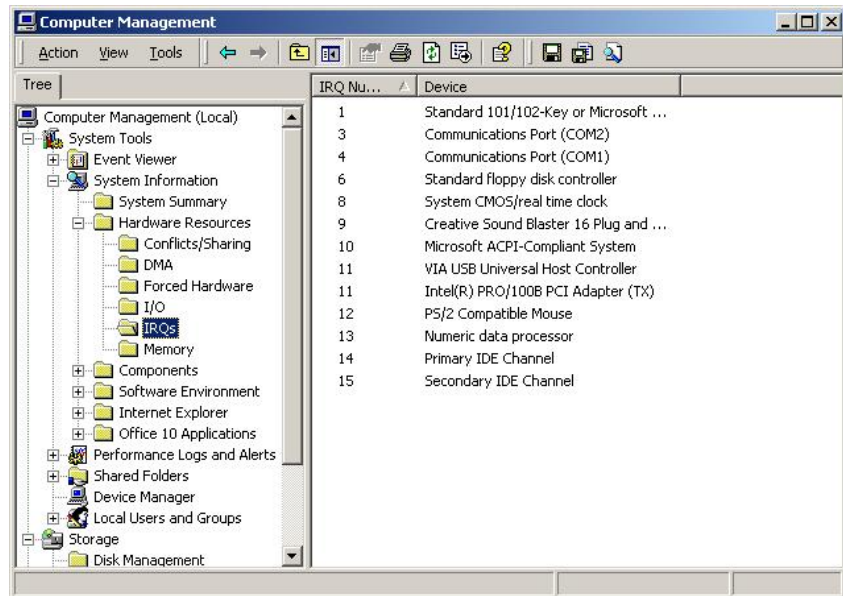 Computer Management
Action View Tools
Tree
Computer Management (Local)
System Tools
Event Viewer
System Information
System Summary
Hardware Resources
Conflicts/Sharing
DMA
Forced Hardware
I/O
IRQs
Memory
Components
Software Environment
Internet Explorer
Office 10 Applications
Performance Logs and Alerts
Shared Folders
Device Manager
Local Users and Groups
Storage
Disk Management
IRQ Nu... Device
1 Standard 101/102-Key or Microsoft ...
3 Communications Port (COM2)
4 Communications Port (COM1)
6 Standard floppy disk controller
8 System CMOS/real time clock
9 Creative Sound Blaster 16 Plug and ...
10 Microsoft ACPI-Compliant System
11 VIA USB Universal Host Controller
11 Intel(R) PRO/100B PCI Adapter (TX)
12 PS/2 Compatible Mouse
13 Numeric data processor
14 Primary IDE Channel
15 Secondary IDE Channel